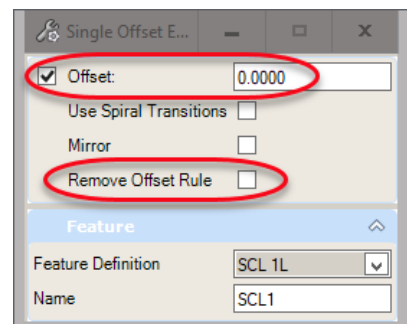 Single Offset E...
Offset: 0.0000
Use Spiral Transitions
Mirror
Remove Offset Rule
Feature
Feature Definition SCL 1L
Name SCL1